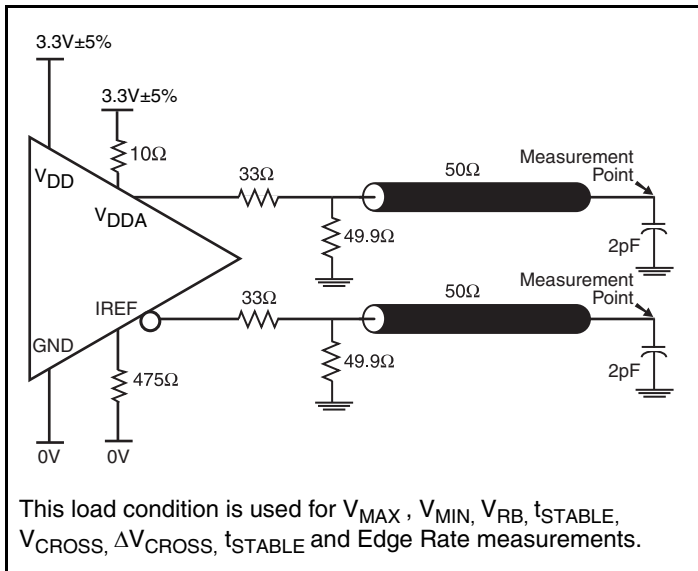 3.3V±5%
3.3V±5%
10Ω
VDD
VDDA
33Ω
50Ω
Measurement
Point
49.9Ω
2pF
IREF
33Ω
50Ω
Measurement
Point
GND
475Ω
49.9Ω
2pF
0V
0V
This load condition is used for VMAX , VMIN, VRB, tSTABLE,
VCROSS, ΔVCROSS, tSTABLE and Edge Rate measurements.